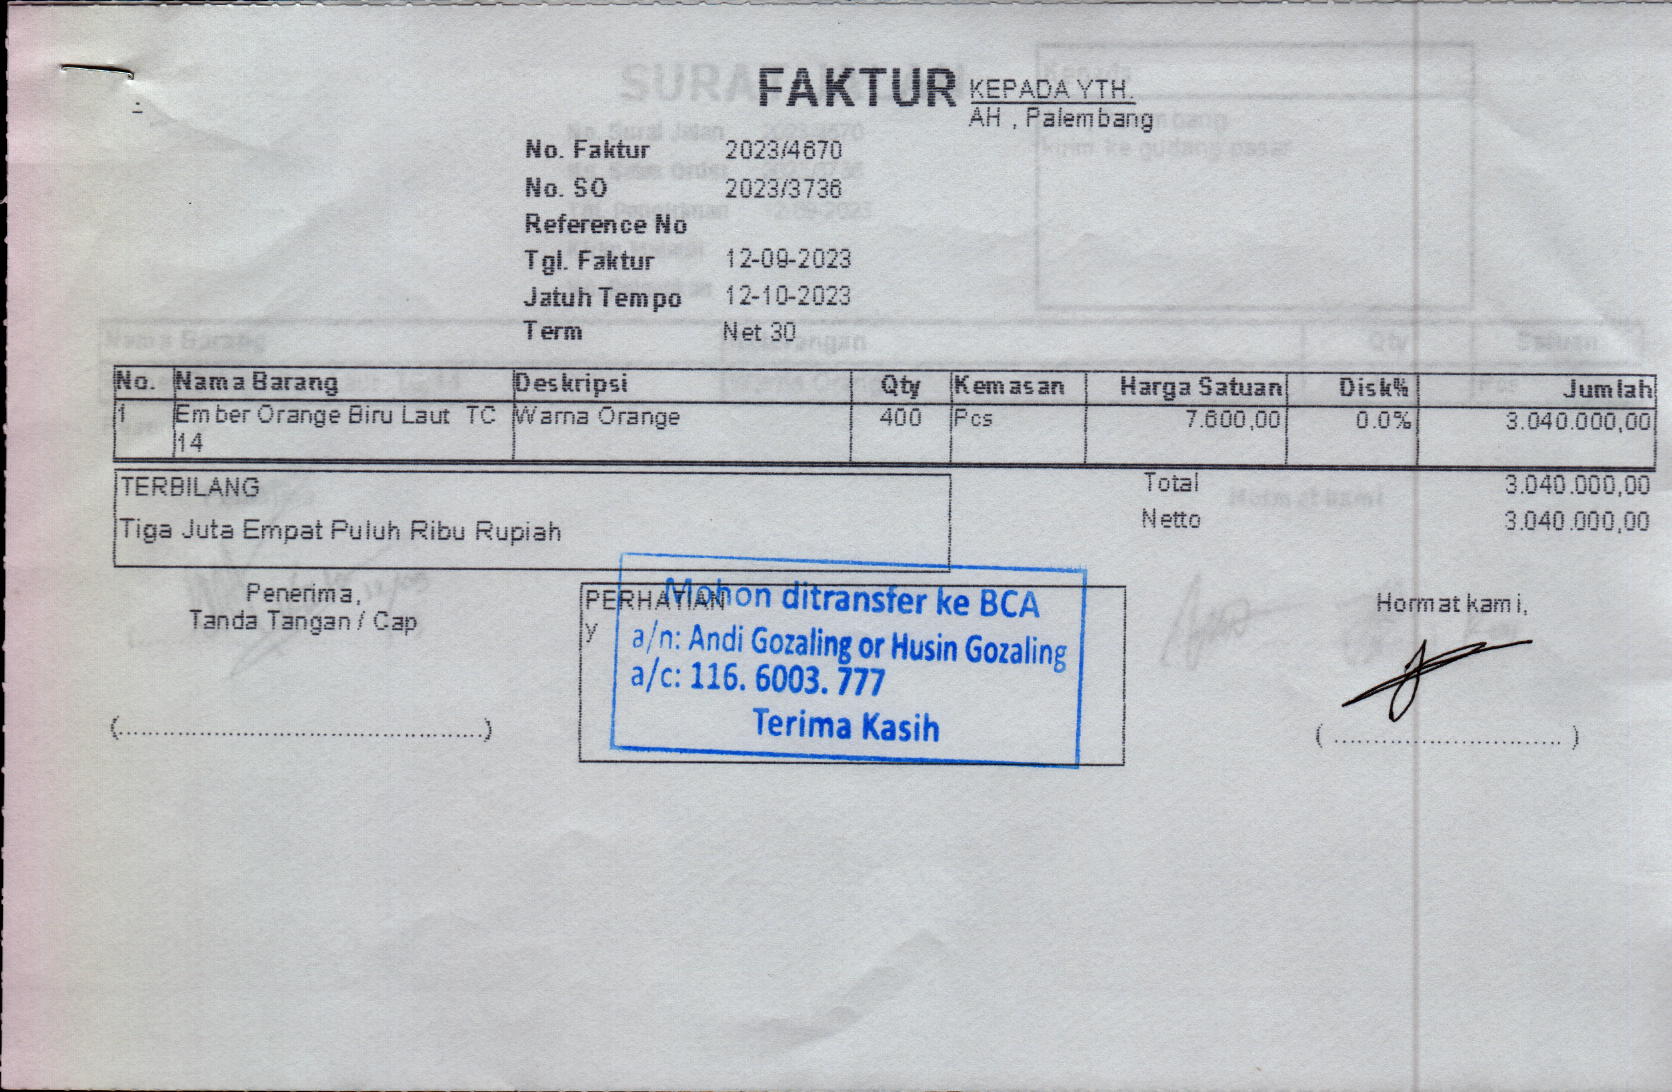 FAKTUR
KEPADA YTH.
AH , Palembang
No. Faktur 2023/4670
No. SO 2023/3736
Reference No
Tgl. Faktur 12-09-2023
Jatuh Tempo 12-10-2023
Term Net 30
No. Nama Barang Deskripsi Qty Kemasan Harga Satuan Disk% Jumlah
1 Ember Orange Biru Laut TC Warna Orange 400 Pcs 7.600,00 0.0% 3.040.000,00
14
TERBILANG
Tiga Juta Empat Puluh Ribu Rupiah
Total 3.040.000,00
Netto 3.040.000,00
Penerima,
Tanda Tangan / Cap
(................................................)
PERHATIAN
y
Mohon ditransfer ke BCA
a/n: Andi Gozaling or Husin Gozaling
a/c: 116. 6003. 777
Terima Kasih
Hormat kami,
( ............................. )